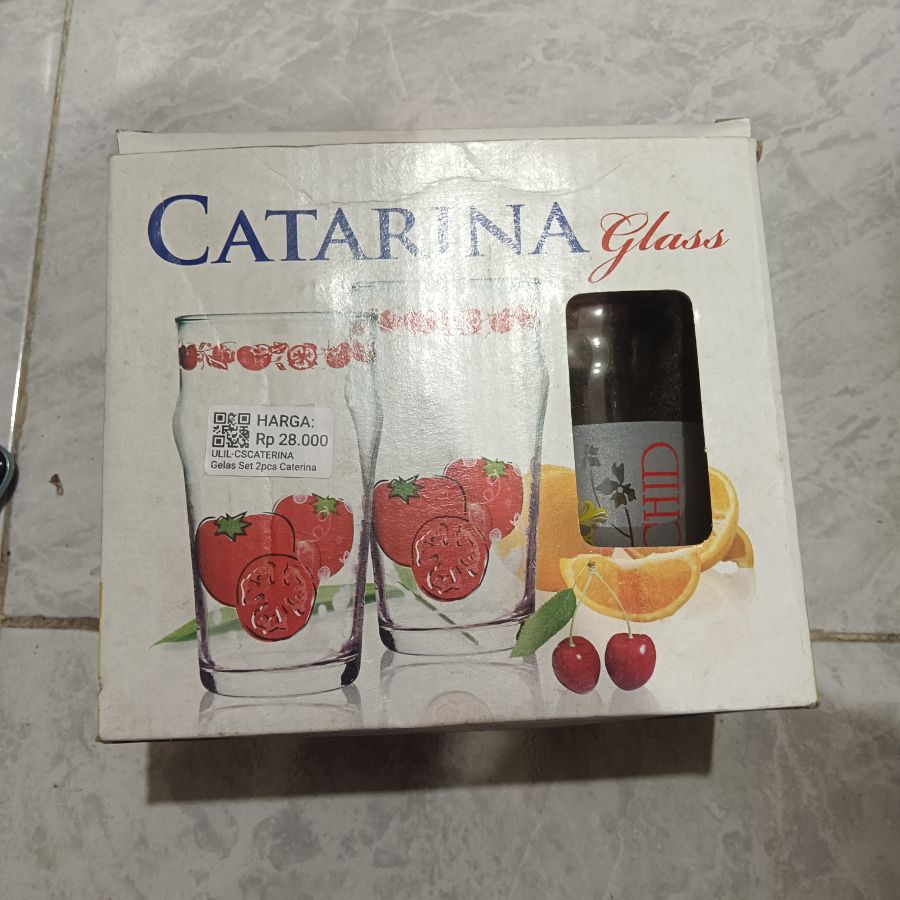 CATARINA Glass
HARGA:
Rp 28.000
ULIL-CSCATERINA
Gelas Set 2pcs Caterina
CHID